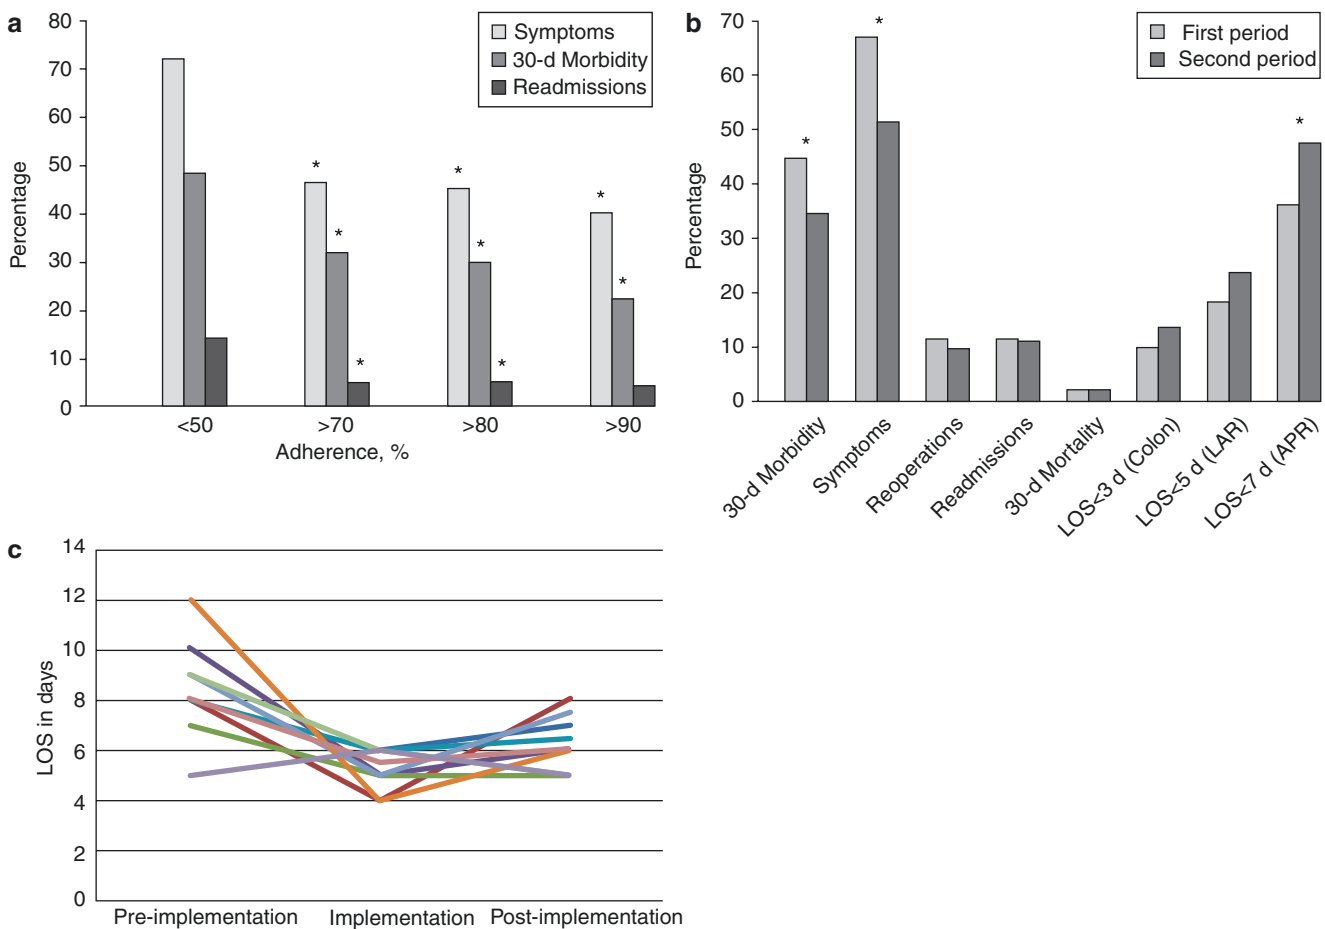 a
80
70
60
50
40
30
20
10
0
Percentage
Symptoms
30-d Morbidity
Readmissions
*
*
*
*
*
*
*
*
<50
>70
>80
>90
Adherence, %
b
70
60
50
40
30
20
10
0
Percentage
First period
Second period
*
*
*
30-d Morbidity
Symptoms
Reoperations
Readmissions
30-d Mortality
LOS<3 d (Colon)
LOS<5 d (LAR)
LOS<7 d (APR)
c
14
12
10
8
6
4
2
0
LOS in days
Pre-implementation
Implementation
Post-implementation